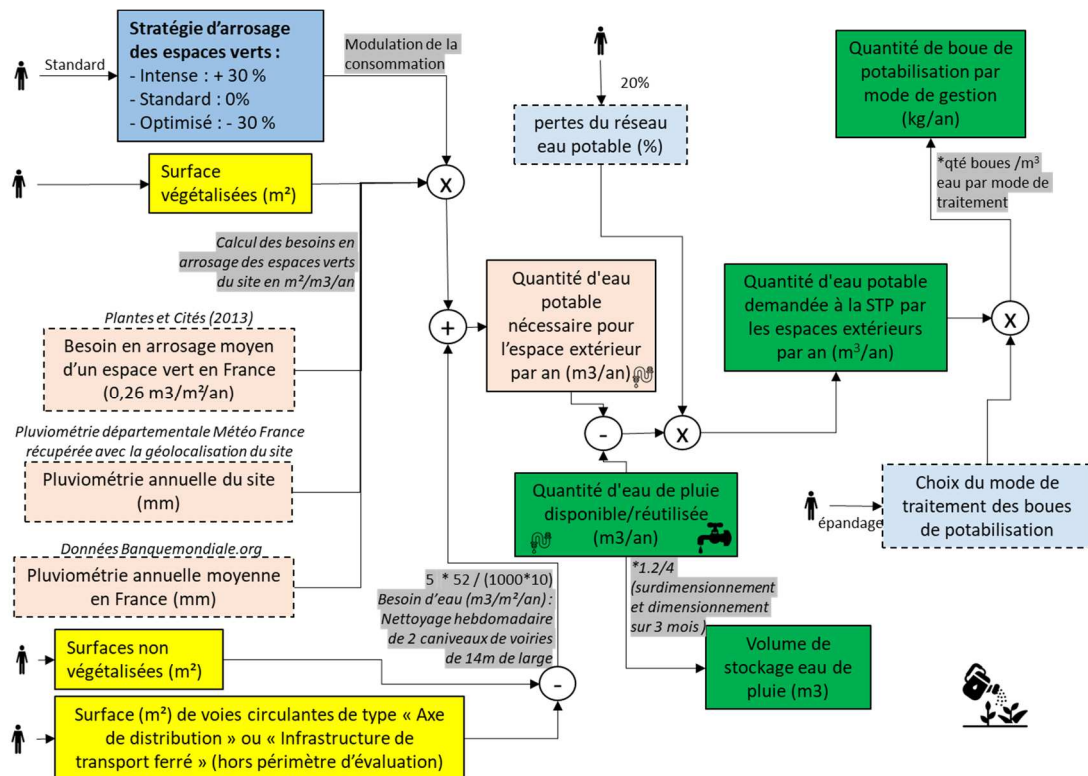 Stratégie d'arrosage
des espaces verts :
- Intense : + 30 %
- Standard : 0%
- Optimisé : - 30 %
Standard
Modulation de la
consommation
20%
pertes du réseau
eau potable (%)
Quantité de boue de
potabilisation par
mode de gestion
(kg/an)
*qté boues /m³
eau par mode de
traitement
Surface
végétalisées (m²)
X
Calcul des besoins en
arrosage des espaces verts
du site en m²/m3/an
Plantes et Cités (2013)
Besoin en arrosage moyen
d'un espace vert en France
(0,26 m3/m²/an)
+
Quantité d'eau
potable
nécessaire pour
l'espace extérieur
par an (m3/an)
Quantité d'eau potable
demandée à la STP par
les espaces extérieurs
par an (m³/an)
X
-
X
Pluviométrie départementale Météo France
récupérée avec la géolocalisation du site
Pluviométrie annuelle du site
(mm)
Quantité d'eau de pluie
disponible/réutilisée
(m3/an)
épandage
Choix du mode de
traitement des boues
de potabilisation
Données Banquemondiale.org
Pluviométrie annuelle moyenne
en France (mm)
5 * 52 / (1000*10)
Besoin d'eau (m3/m²/an) :
Nettoyage hebdomadaire
de 2 caniveaux de voiries
de 14m de large
*1.2/4
(surdimensionnement
et dimensionnement
sur 3 mois )
Volume de
stockage eau de
pluie (m3)
Surfaces non
végétalisées (m²)
-
Surface (m²) de voies circulantes de type « Axe
de distribution » ou « Infrastructure de
transport ferré » (hors périmètre d'évaluation)